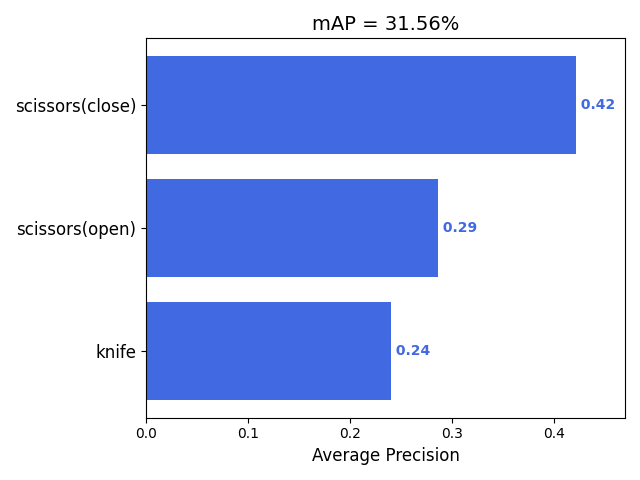 mAP = 31.56%
scissors(close)
0.42
scissors(open)
0.29
knife
0.24
0.0 0.1 0.2 0.3 0.4
Average Precision